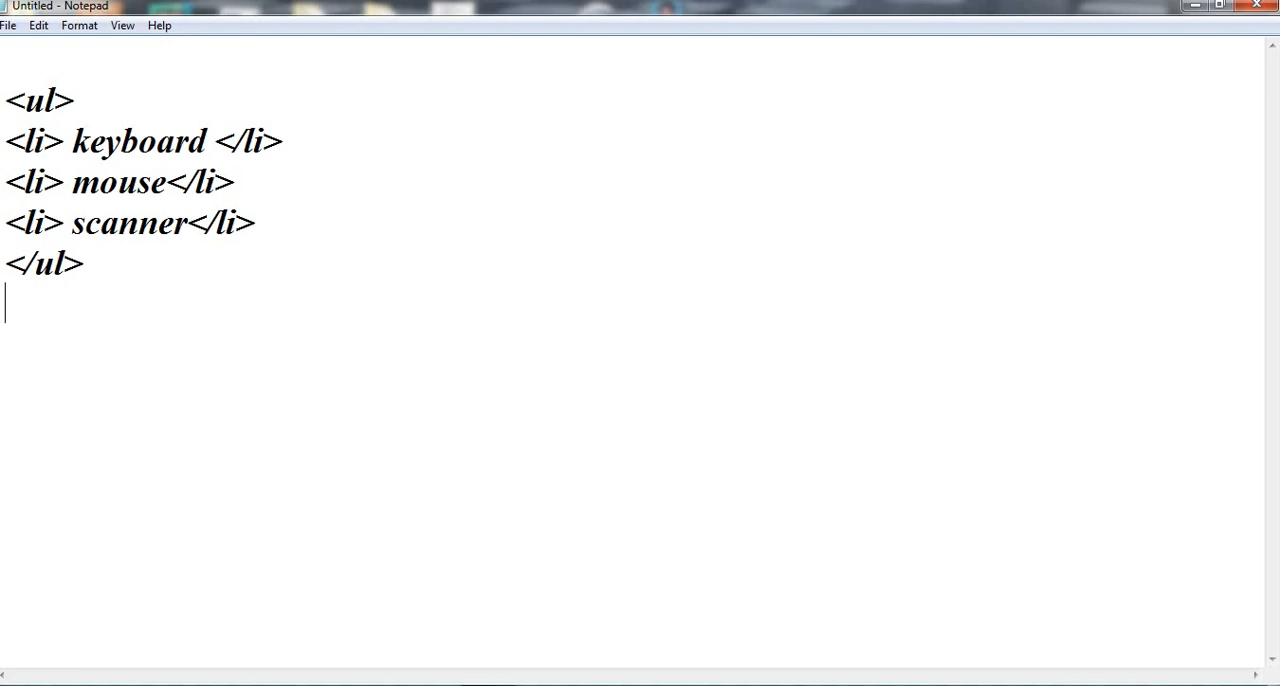 Untitled - Notepad
File Edit Format View Help
<ul>
<li> keyboard </li>
<li> mouse</li>
<li> scanner</li>
</ul>